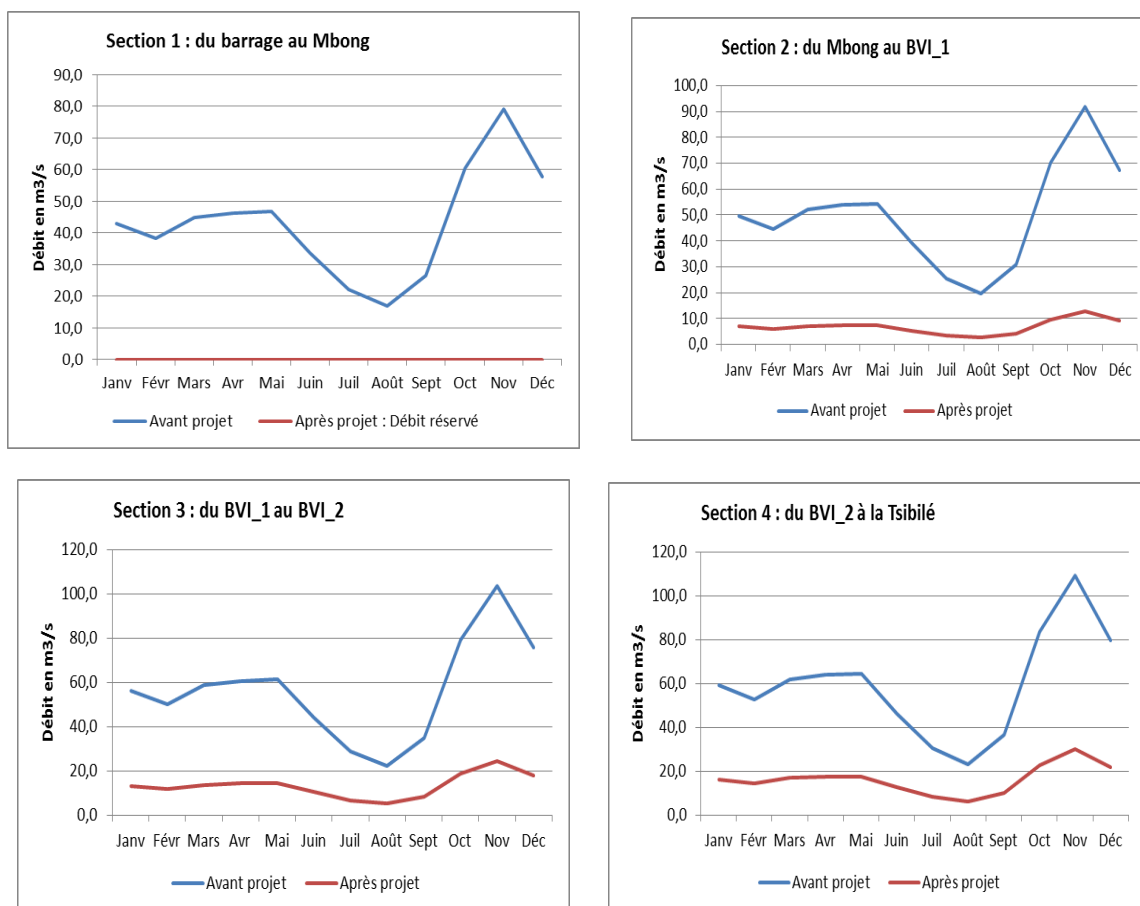 Section 1 : du barrage au Mbong
Débit en m3/s
90,0
80,0
70,0
60,0
50,0
40,0
30,0
20,0
10,0
0,0
Janv Févr Mars Avr Mai Juin Juil Août Sept Oct Nov Déc
Avant projet Après projet : Débit réservé
Section 2 : du Mbong au BVI_1
Débit en m3/s
100,0
90,0
80,0
70,0
60,0
50,0
40,0
30,0
20,0
10,0
0,0
Janv Févr Mars Avr Mai Juin Juil Août Sept Oct Nov Déc
Avant projet Après projet
Section 3 : du BVI_1 au BVI_2
Débit en m3/s
120,0
100,0
80,0
60,0
40,0
20,0
0,0
Janv Févr Mars Avr Mai Juin Juil Août Sept Oct Nov Déc
Avant projet Après projet
Section 4 : du BVI_2 à la Tsibilé
Débit en m3/s
120,0
100,0
80,0
60,0
40,0
20,0
0,0
Janv Févr Mars Avr Mai Juin Juil Août Sept Oct Nov Déc
Avant projet Après projet